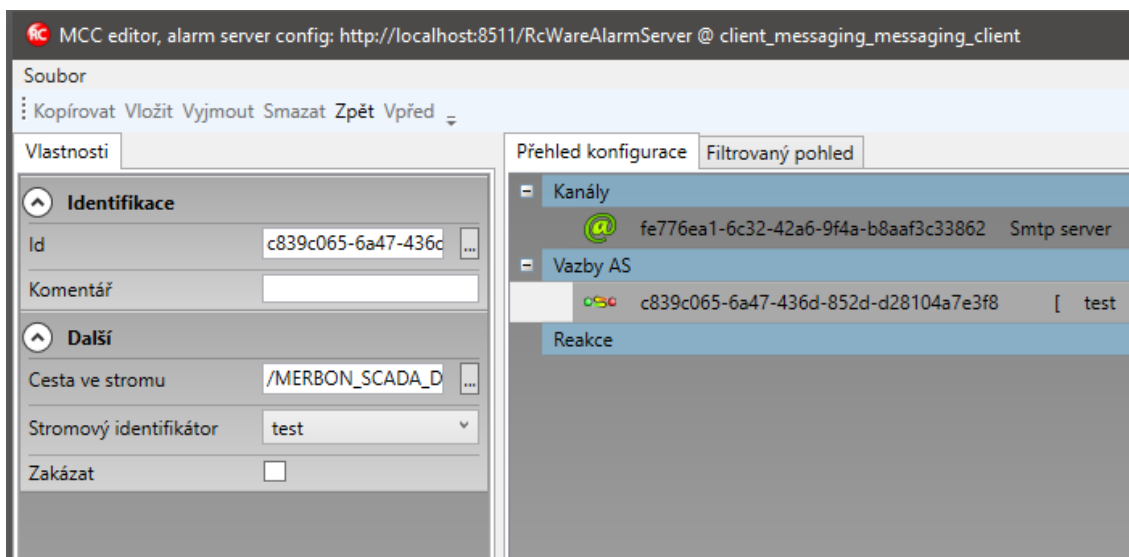 RC MCC editor, alarm server config: http://localhost:8511/RcWareAlarmServer @ client_messaging_messaging_client
Soubor
Kopírovat Vložit Vyjmout Smazat Zpět Vpřed
Vlastnosti
Přehled konfigurace Filtrovaný pohled
Identifikace
Id c839c065-6a47-436c ...
Komentář
Další
Cesta ve stromu /MERBON_SCADA_D ...
Stromový identifikátor test
Zakázat
Kanály
@ fe776ea1-6c32-42a6-9f4a-b8aaf3c33862 Smtp server
Vazby AS
c839c065-6a47-436d-852d-d28104a7e3f8 [ test
Reakce